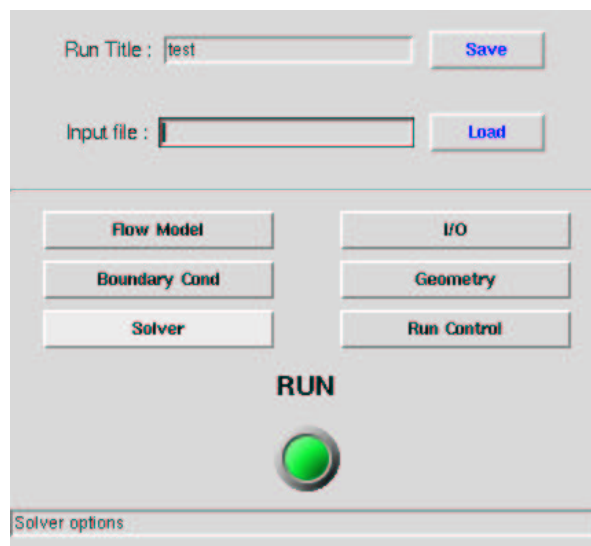 Run Title : test Save
Input file : Load
Flow Model I/O
Boundary Cond Geometry
Solver Run Control
RUN
Solver options